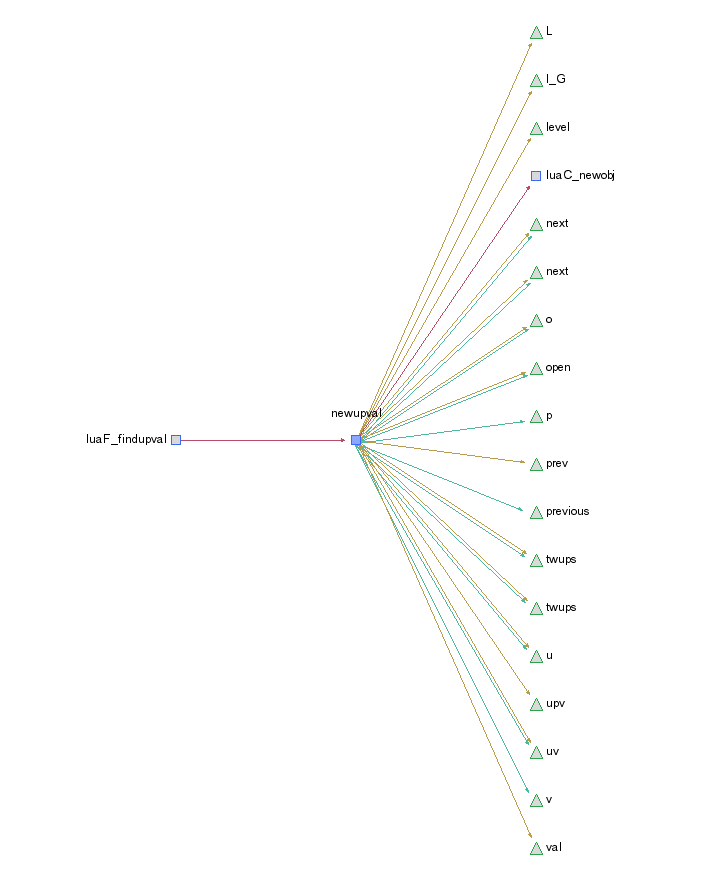 L
l_G
level
luaC_newobj
next
next
o
open
newupval
p
luaF_findupval
prev
previous
twups
twups
u
upv
uv
v
val